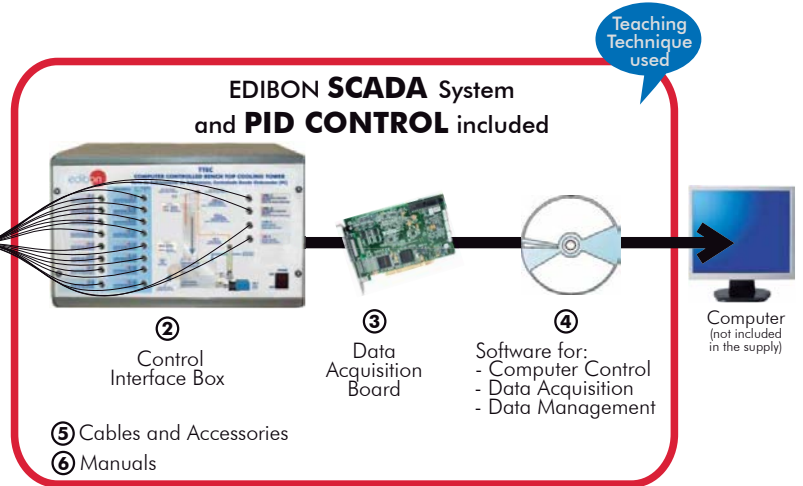 Teaching
Technique
used
EDIBON SCADA System
and PID CONTROL included
edibon
TTEC
COMPUTER CONTROLLED BENCH TOP COOLING TOWER
2
Control
Interface Box
3
Data
Acquisition
Board
4
Software for:
- Computer Control
- Data Acquisition
- Data Management
Computer
(not included
in the supply)
5 Cables and Accessories
6 Manuals